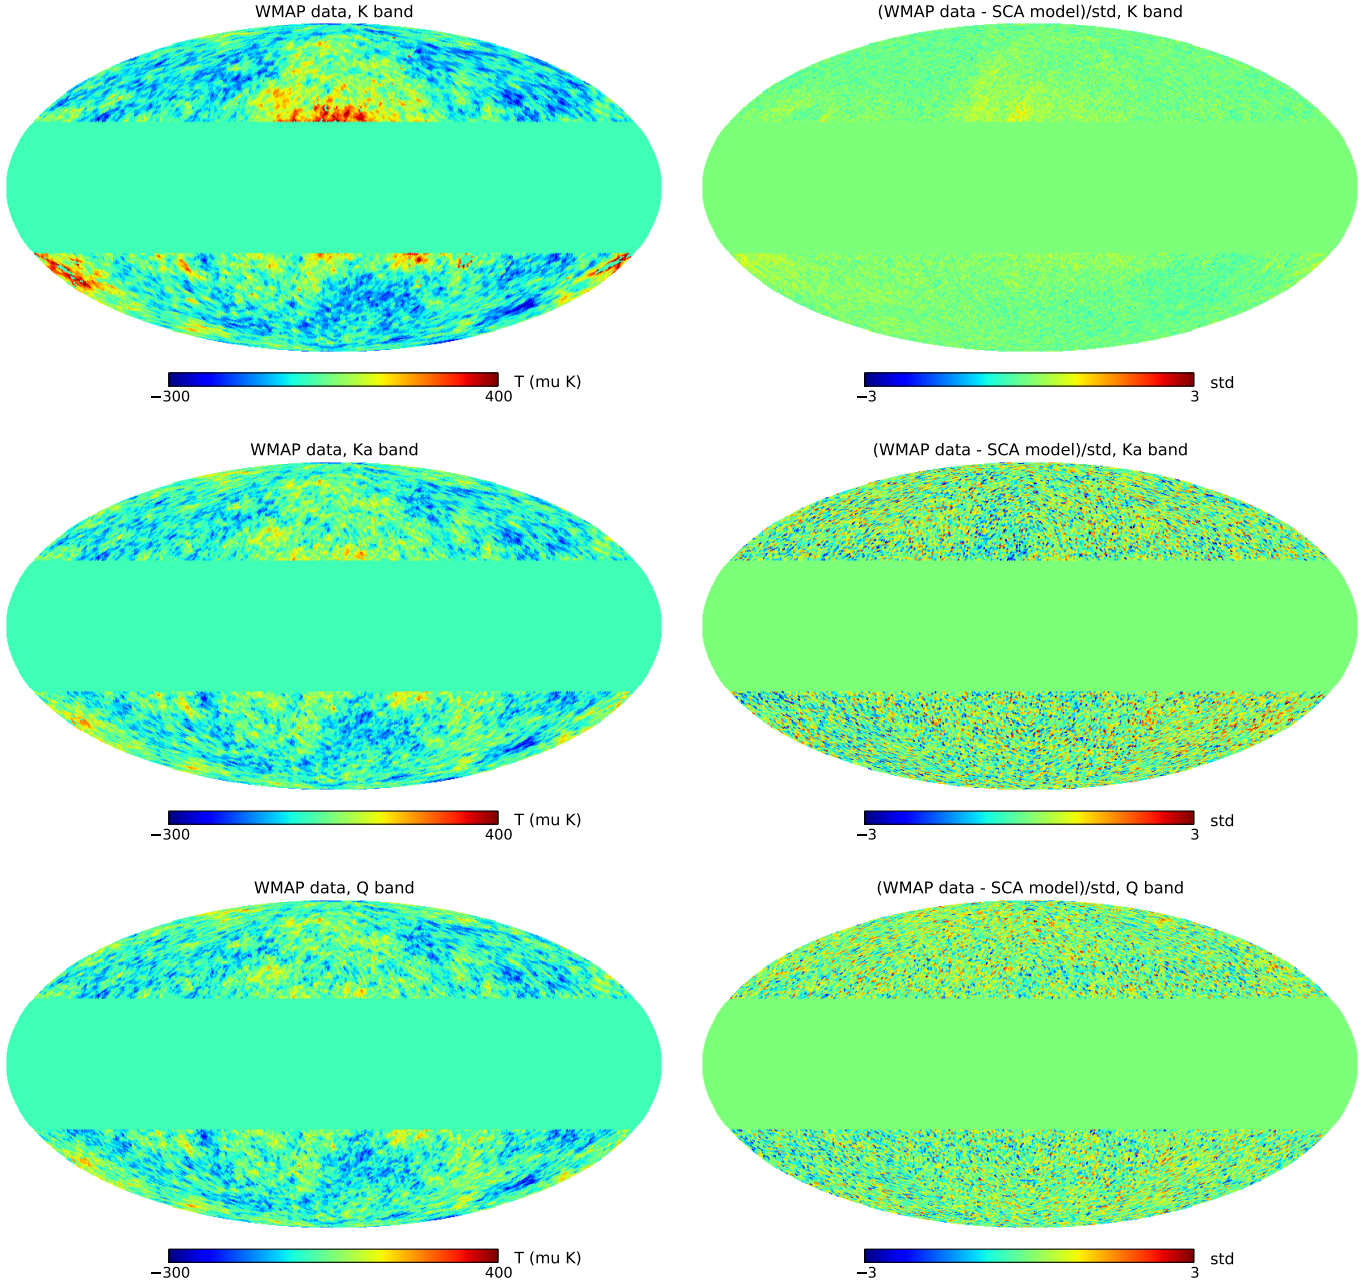 WMAP data, K band
(WMAP data - SCA model)/std, K band
T (mu K)
−300
400
std
−3
3
WMAP data, Ka band
(WMAP data - SCA model)/std, Ka band
T (mu K)
−300
400
std
−3
3
WMAP data, Q band
(WMAP data - SCA model)/std, Q band
T (mu K)
−300
400
std
−3
3